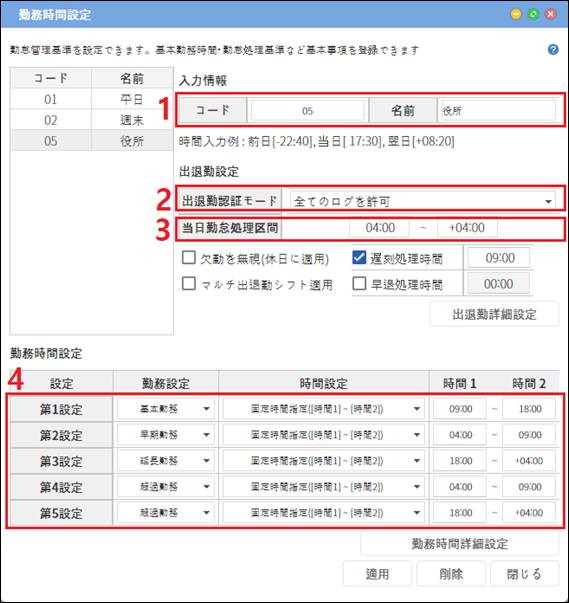 勤務時間設定
勤怠管理基準を設定できます。基本勤務時間·勤怠処理基準など基本事項を登録できます
?
コード 名前
01 平日
02 週末
05 役所
入力情報
1
コード 05 名前 役所
時間入力例 : 前日[-22:40], 当日[ 17:30], 翌日[+08:20]
出退勤設定
2
出退勤認証モード 全てのログを許可
3
当日勤怠処理区間 04:00 ~ +04:00
欠勤を無視(休日に適用) 遅刻処理時間 09:00
マルチ出退勤シフト適用 早退処理時間 00:00
出退勤詳細設定
勤務時間設定
4
設定 勤務設定 時間設定 時間 1 時間 2
第1設定 基本勤務 固定時間指定([時間1] ~ [時間2]) 09:00 ~ 18:00
第2設定 早期勤務 固定時間指定([時間1] ~ [時間2]) 04:00 ~ 09:00
第3設定 延長勤務 固定時間指定([時間1] ~ [時間2]) 18:00 ~ +04:00
第4設定 超過勤務 固定時間指定([時間1] ~ [時間2]) 04:00 ~ 09:00
第5設定 超過勤務 固定時間指定([時間1] ~ [時間2]) 18:00 ~ +04:00
勤務時間詳細設定
適用 削除 閉じる